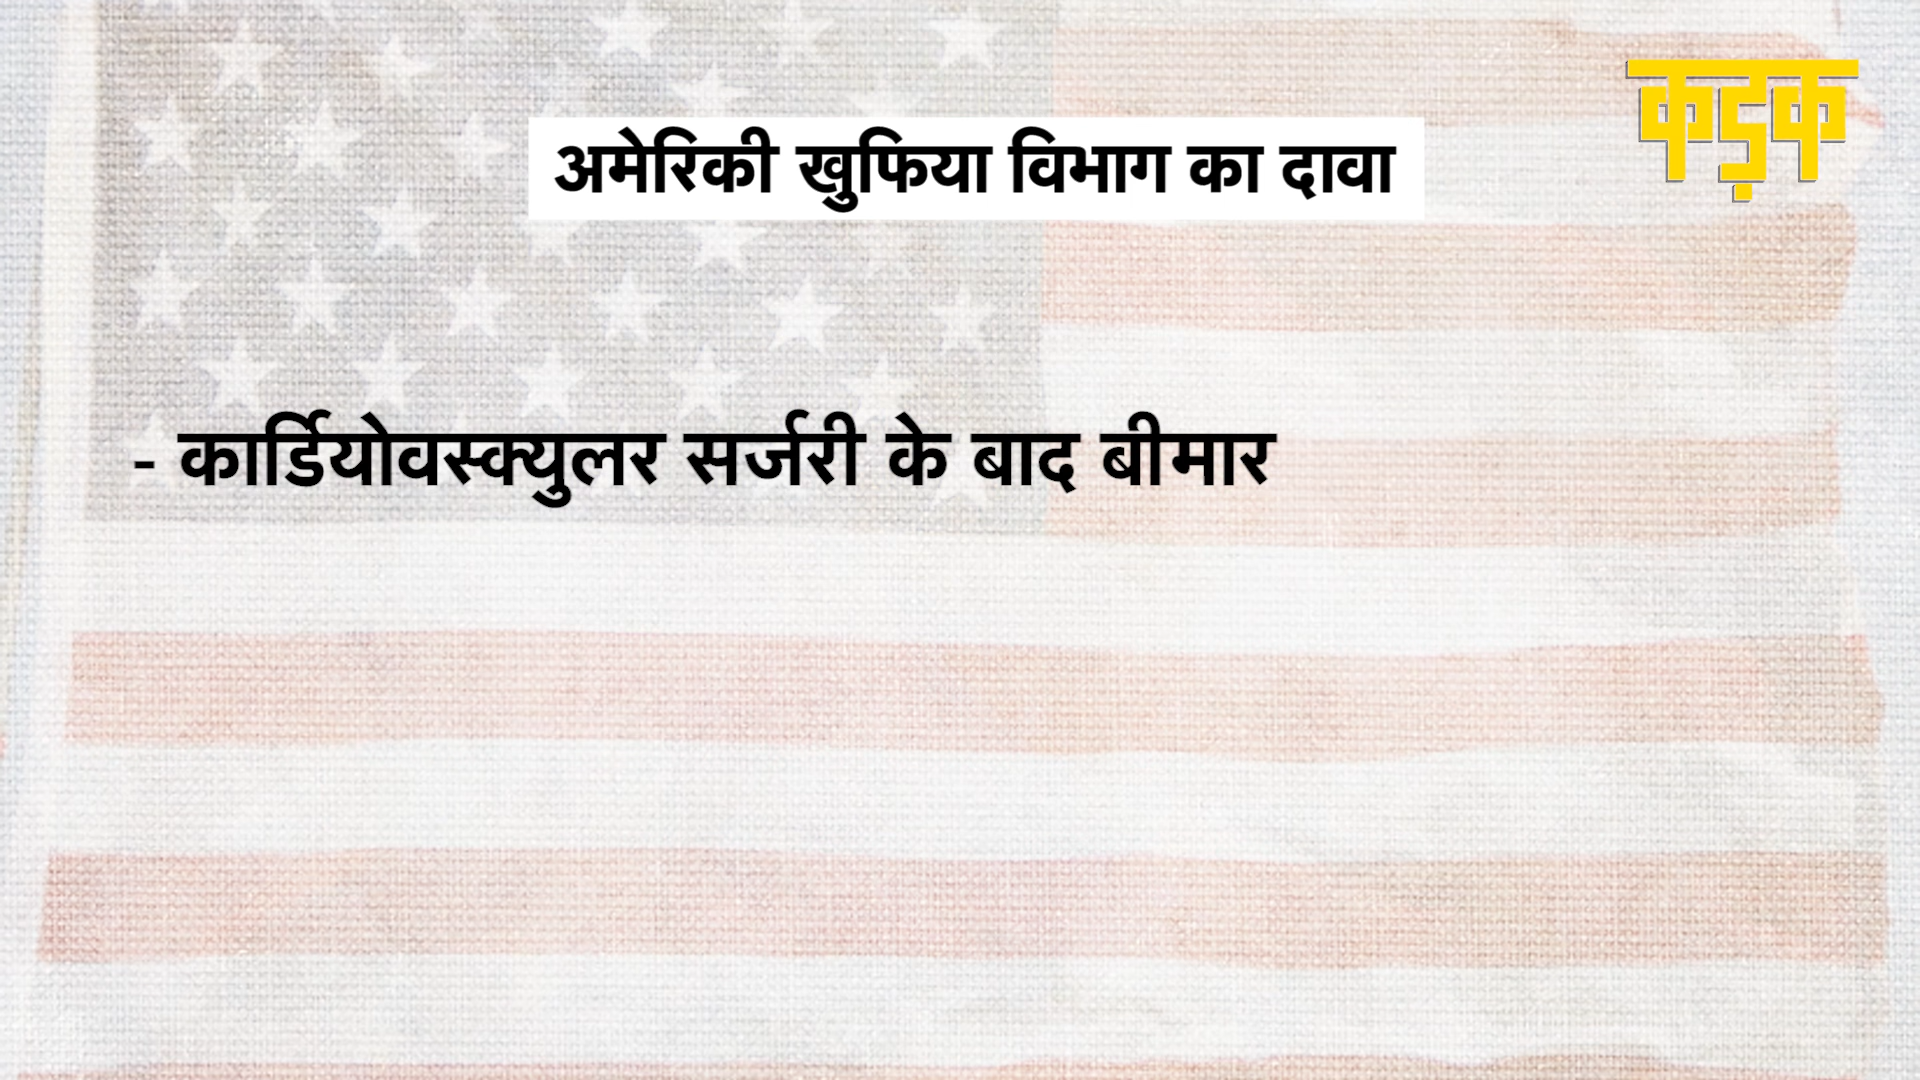 कड़क
अमेरिकी खुफिया विभाग का दावा
- कार्डियोवस्क्युलर सर्जरी के बाद बीमार